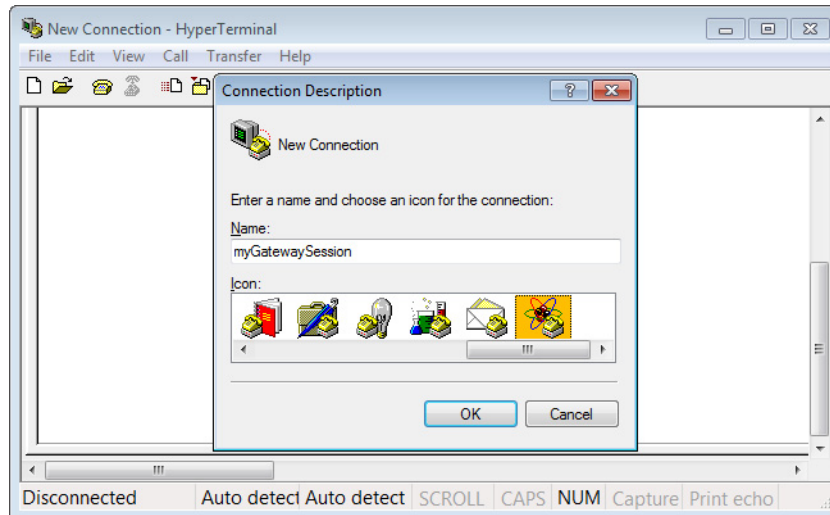 New Connection - HyperTerminal
File Edit View Call Transfer Help
Connection Description
New Connection
Enter a name and choose an icon for the connection:
Name:
myGatewaySession
Icon:
OK Cancel
Disconnected Auto detect Auto detect SCROLL CAPS NUM Capture Print echo